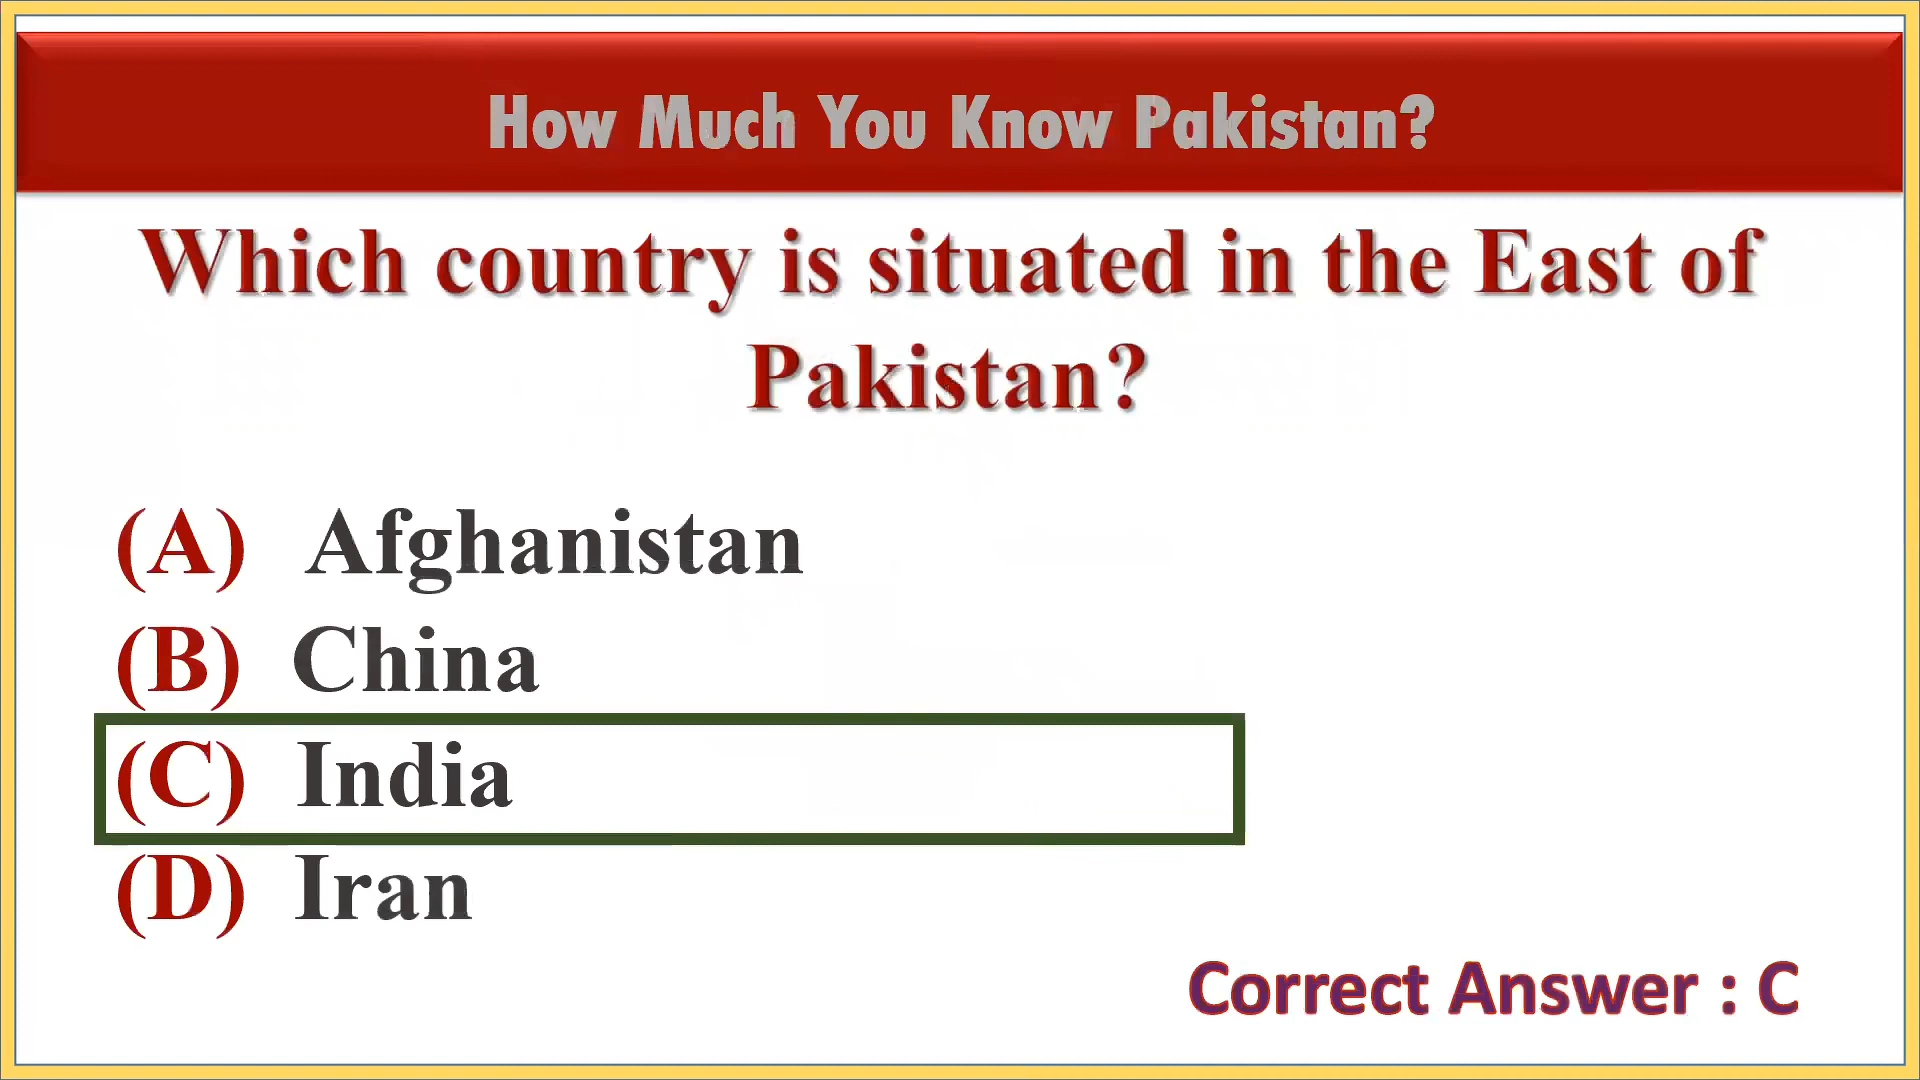 How Much You Know Pakistan?
Which country is situated in the East of
Pakistan?
(A) Afghanistan
(B) China
(C) India
(D) Iran
Correct Answer : C